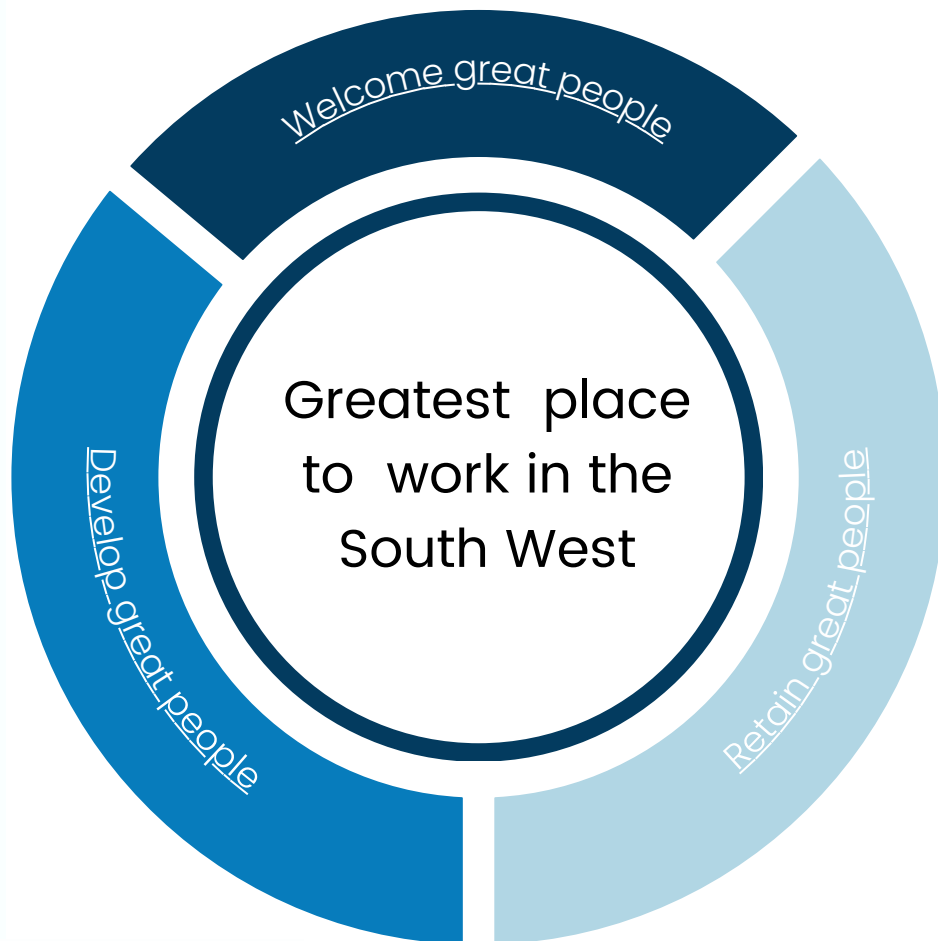 Welcome great people
Greatest place
to work in the
South West
Develop great people
Retain great people